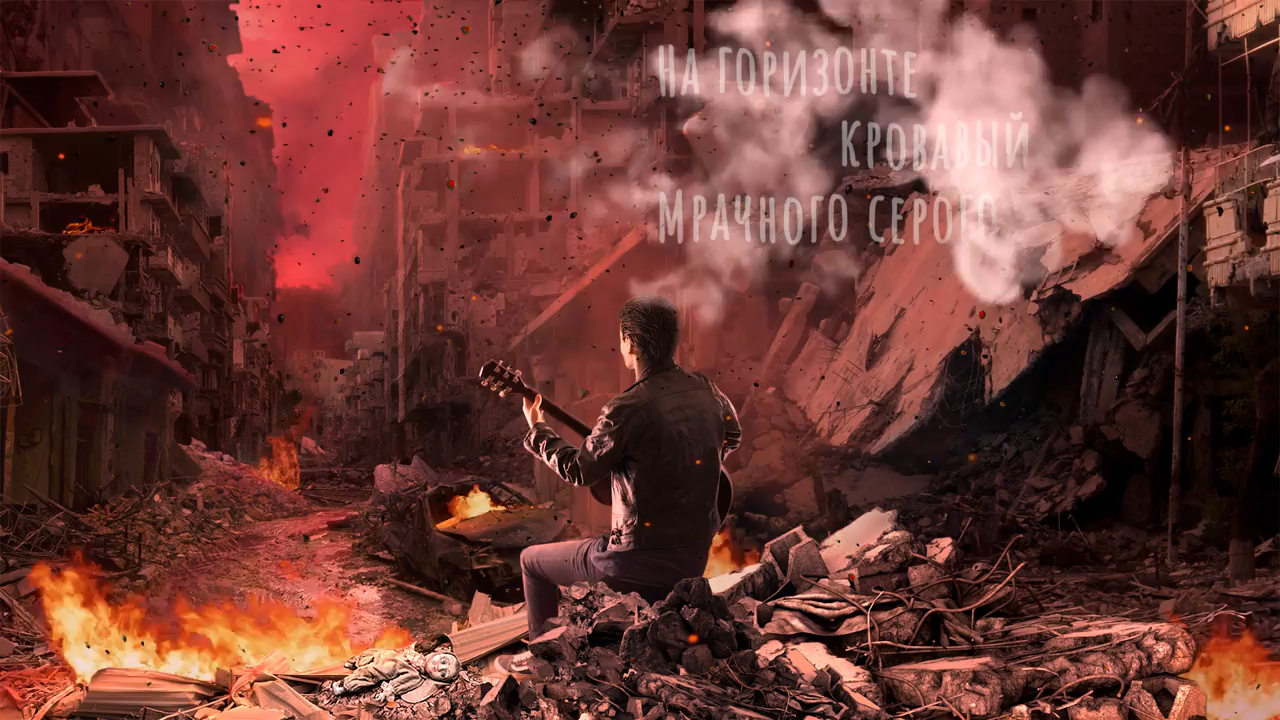 На горизонте
кровавый
Мрачного серого